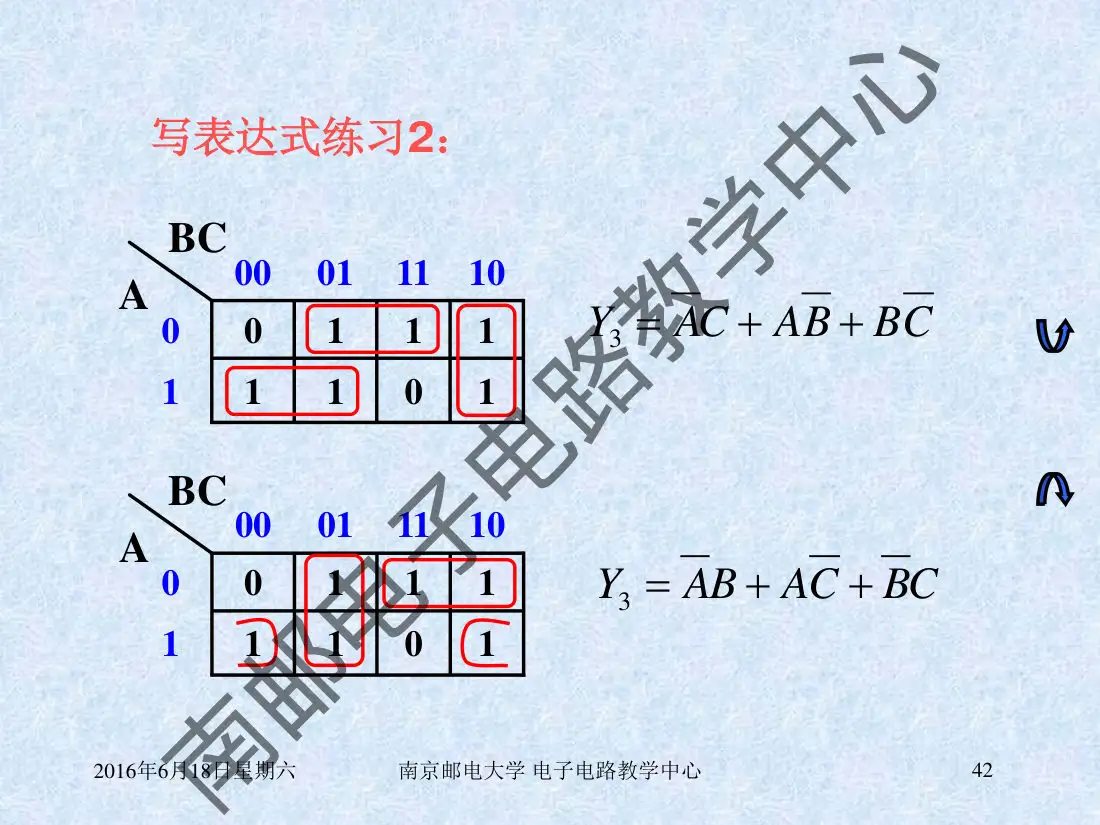 写表达式练习2：
BC
A
00 01 11 10
0 0 1 1 1
1 1 1 0 1
Y₃ = A̅C + AB̅ + BC̅
BC
A
00 01 11 10
0 0 1 1 1
1 1 1 0 1
Y₃ = A̅B + AC̅ + B̅C
南邮电子电路教学中心
2016年6月18日星期六 南京邮电大学 电子电路教学中心 42